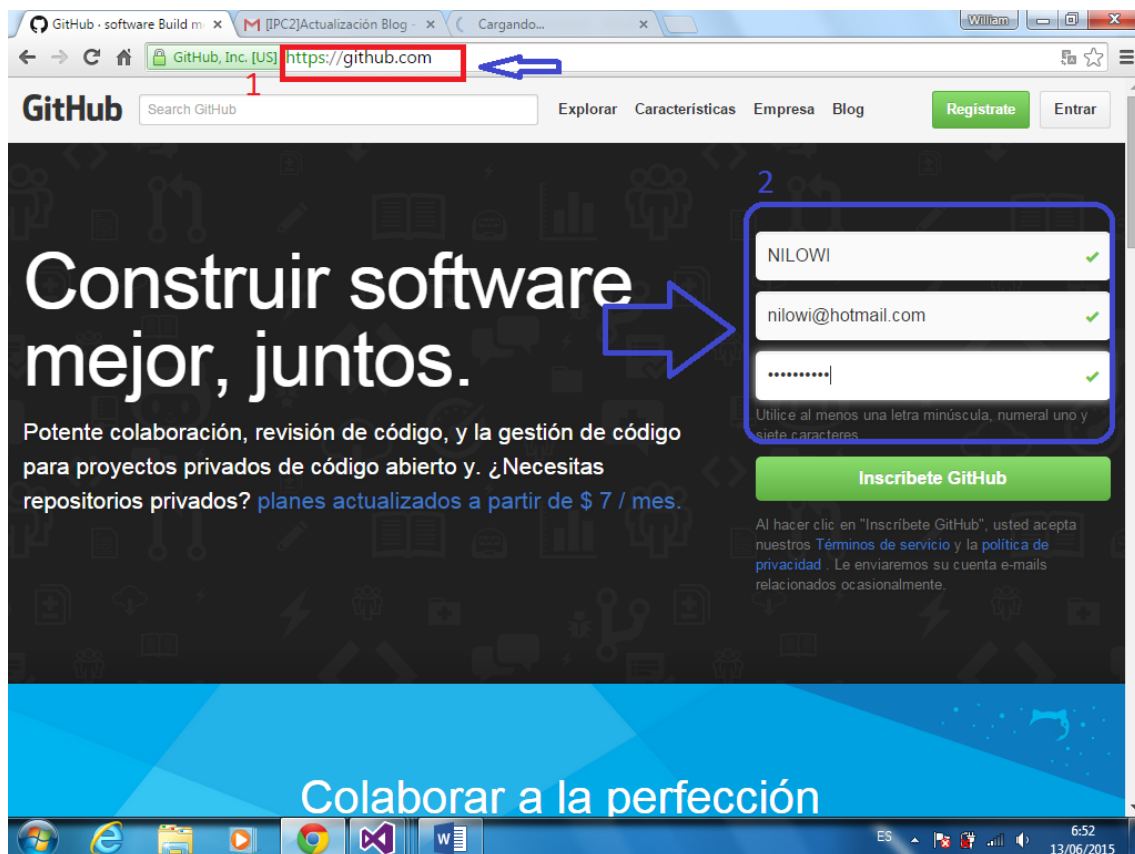 GitHub · software Build m
[IPC2]Actualización Blog -
Cargando...
William
GitHub, Inc. [US]
https://github.com
1
GitHub
Search GitHub
Explorar
Características
Empresa
Blog
Regístrate
Entrar
2
Construir software
mejor, juntos.
NILOWI
nilowi@hotmail.com
••••••••••
Utilice al menos una letra minúscula, numeral uno y
siete caracteres
Potente colaboración, revisión de código, y la gestión de código
para proyectos privados de código abierto y. ¿Necesitas
repositorios privados? planes actualizados a partir de $ 7 / mes.
Inscríbete GitHub
Al hacer clic en "Inscríbete GitHub", usted acepta
nuestros Términos de servicio y la política de
privacidad . Le enviaremos su cuenta e-mails
relacionados ocasionalmente.
Colaborar a la perfección
ES
6:52
13/06/2015